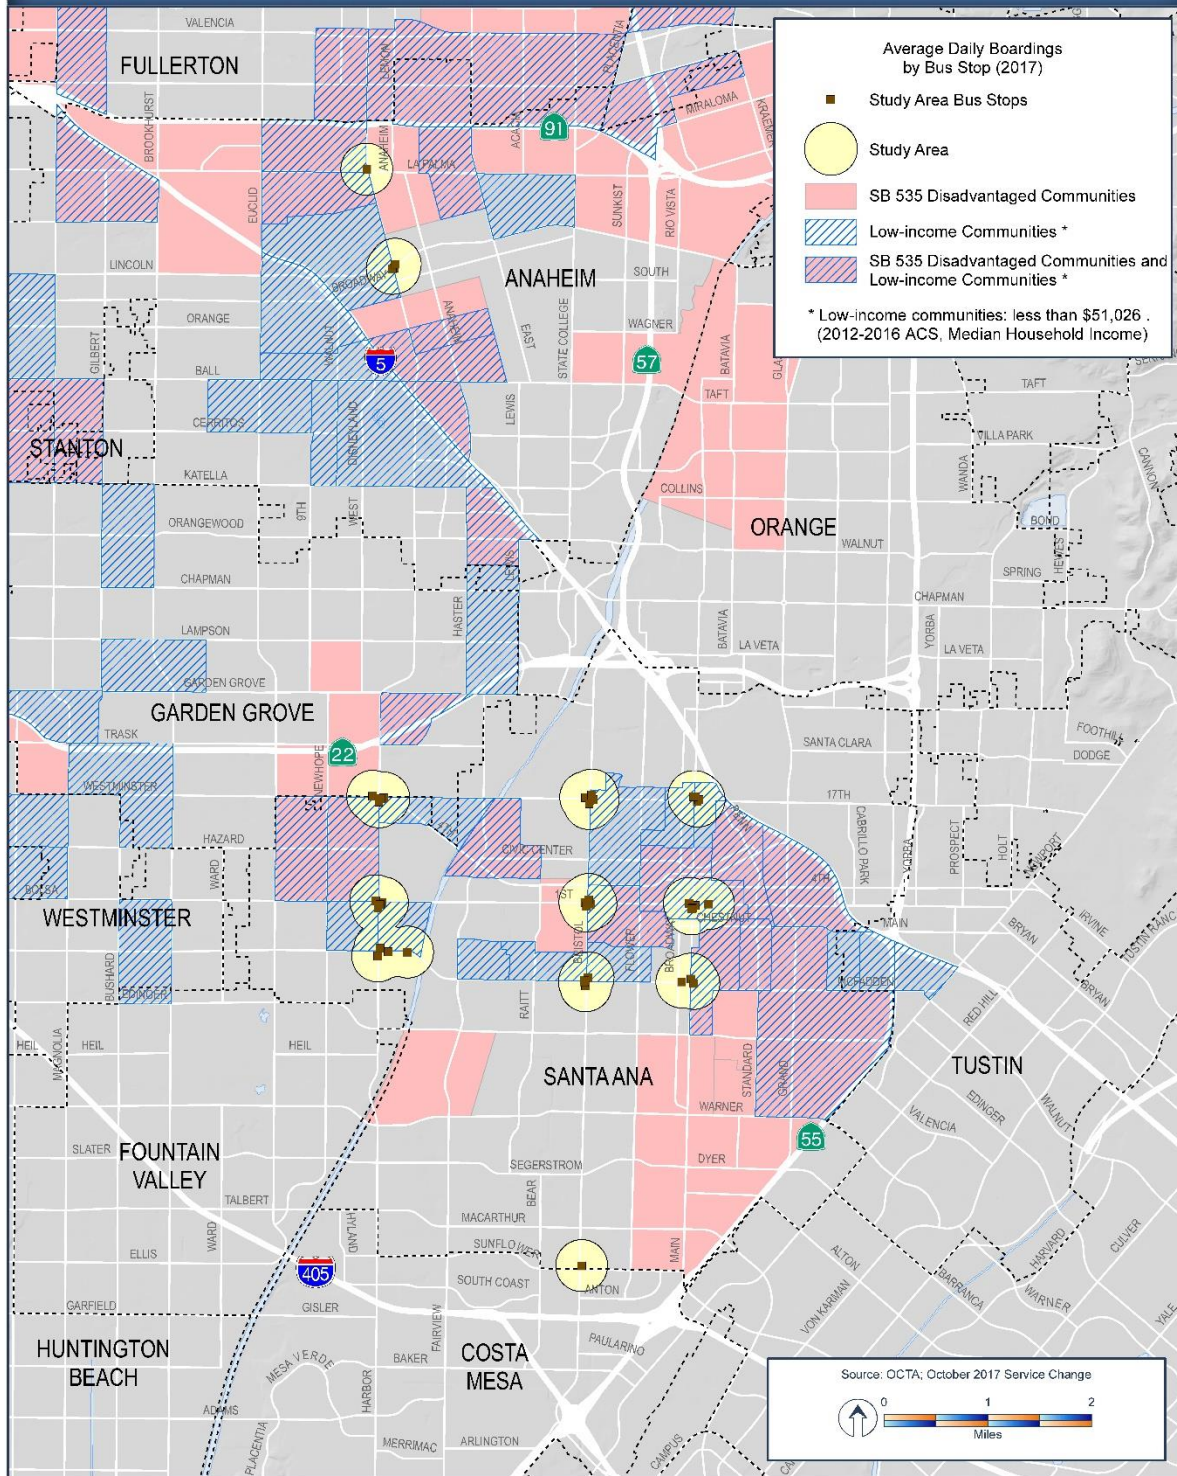 VALENCIA
FULLERTON
LEMON
PLACENTIA
BROOKHURST
ANAHEIM
LA PALMA
ACACIA
91
MIRALOMA
KRAEMER
EUCLID
SUNKIST
RIO VISTA
LINCOLN
BROADWAY
ANAHEIM
SOUTH
ORANGE
GILBERT
WALNUT
ANAHEIM
EAST
STATE COLLEGE
WAGNER
BATAVIA
57
5
BALL
TAFT
TAFT
LEWIS
CERRITOS
DISNEYLAND
STANTON
VILLA PARK
CANNON
WANDA
KATELLA
COLLINS
9TH
WEST
ORANGEWOOD
ORANGE
BOND
WALNUT
HEWES
LEWIS
SPRING
CHAPMAN
CHAPMAN
HASTER
LAMPSON
BATAVIA
LA VETA
YORBA
LA VETA
GARDEN GROVE
GARDEN GROVE
TRASK
FOOTHILL
SANTA CLARA
DODGE
22
NEWHOPE
WESTMINSTER
17TH
PENN
HAZARD
CIVIC CENTER
CABRILLO PARK
YORBA
PROSPECT
HOLT
NEWPORT
WARD
BOLSA
1ST
4TH
WESTMINSTER
CHESTNUT
MAIN
BRYAN
IRVINE
TUSTIN RANC
BRISTOL
FLOWER
BROADWAY
BUSHARD
EDINGER
MCFADDEN
RED HILL
BRYAN
RAITT
MAGNOLIA
HEIL
HEIL
HEIL
STANDARD
GRAND
SANTA ANA
TUSTIN
WARNER
EDINGER
WALNUT
VALENCIA
55
SLATER
FOUNTAIN
VALLEY
SEGERSTROM
DYER
BEAR
TALBERT
MACARTHUR
WARD
HYLAND
SUNFLOWER
MAIN
ELLIS
ALTON
HARVARD
CULVER
405
SOUTH COAST
ANTON
BARRANCA
WARNER
GARFIELD
GISLER
VON KARMAN
YALE
FAIRVIEW
PAULARINO
HUNTINGTON
BEACH
COSTA
MESA
MESA VERDE
BAKER
HARBOR
ADAMS
PLACENTIA
MERRIMAC
ARLINGTON
CAMPUS
Average Daily Boardings
by Bus Stop (2017)
Study Area Bus Stops
Study Area
SB 535 Disadvantaged Communities
Low-income Communities *
SB 535 Disadvantaged Communities and
Low-income Communities *
* Low-income communities: less than $51,026 .
(2012-2016 ACS, Median Household Income)
Source: OCTA; October 2017 Service Change
0 1 2
Miles